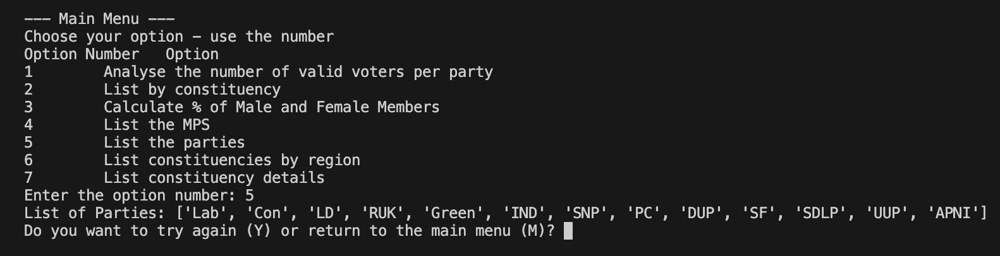 --- Main Menu ---
Choose your option - use the number
Option Number   Option
1        Analyse the number of valid voters per party
2        List by constituency
3        Calculate % of Male and Female Members
4        List the MPS
5        List the parties
6        List constituencies by region
7        List constituency details
Enter the option number: 5
List of Parties: ['Lab', 'Con', 'LD', 'RUK', 'Green', 'IND', 'SNP', 'PC', 'DUP', 'SF', 'SDLP', 'UUP', 'APNI']
Do you want to try again (Y) or return to the main menu (M)?